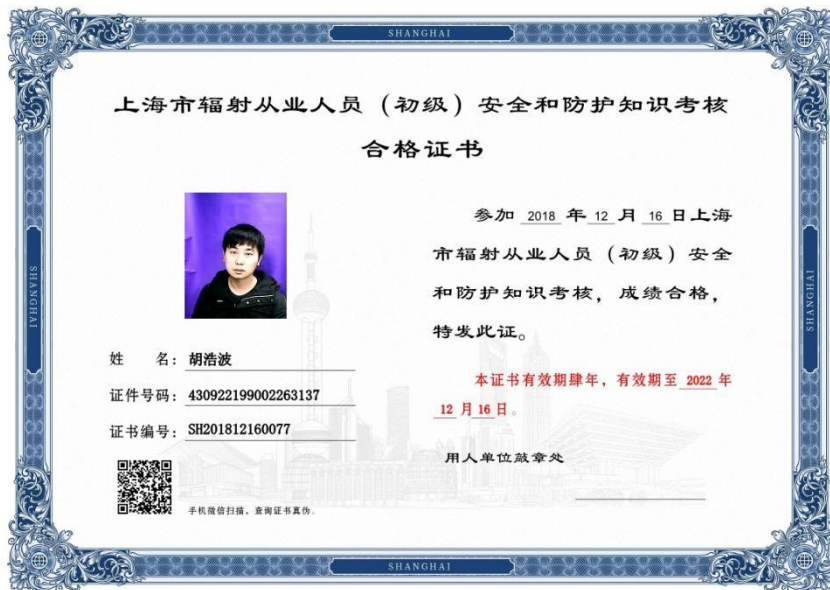 SHANGHAI
上海市辐射从业人员（初级）安全和防护知识考核
合格证书
参加 2018 年 12 月 16 日上海
市辐射从业人员（初级）安全
和防护知识考核，成绩合格，
特发此证。
姓 名：胡浩波
证件号码：430922199002263137
证书编号：SH201812160077
本证书有效期肆年，有效期至 2022 年
12 月 16 日。
用人单位敲章处
手机微信扫描，查询证书真伪.
SHANGHAI
SHANGHAI
SHANGHAI